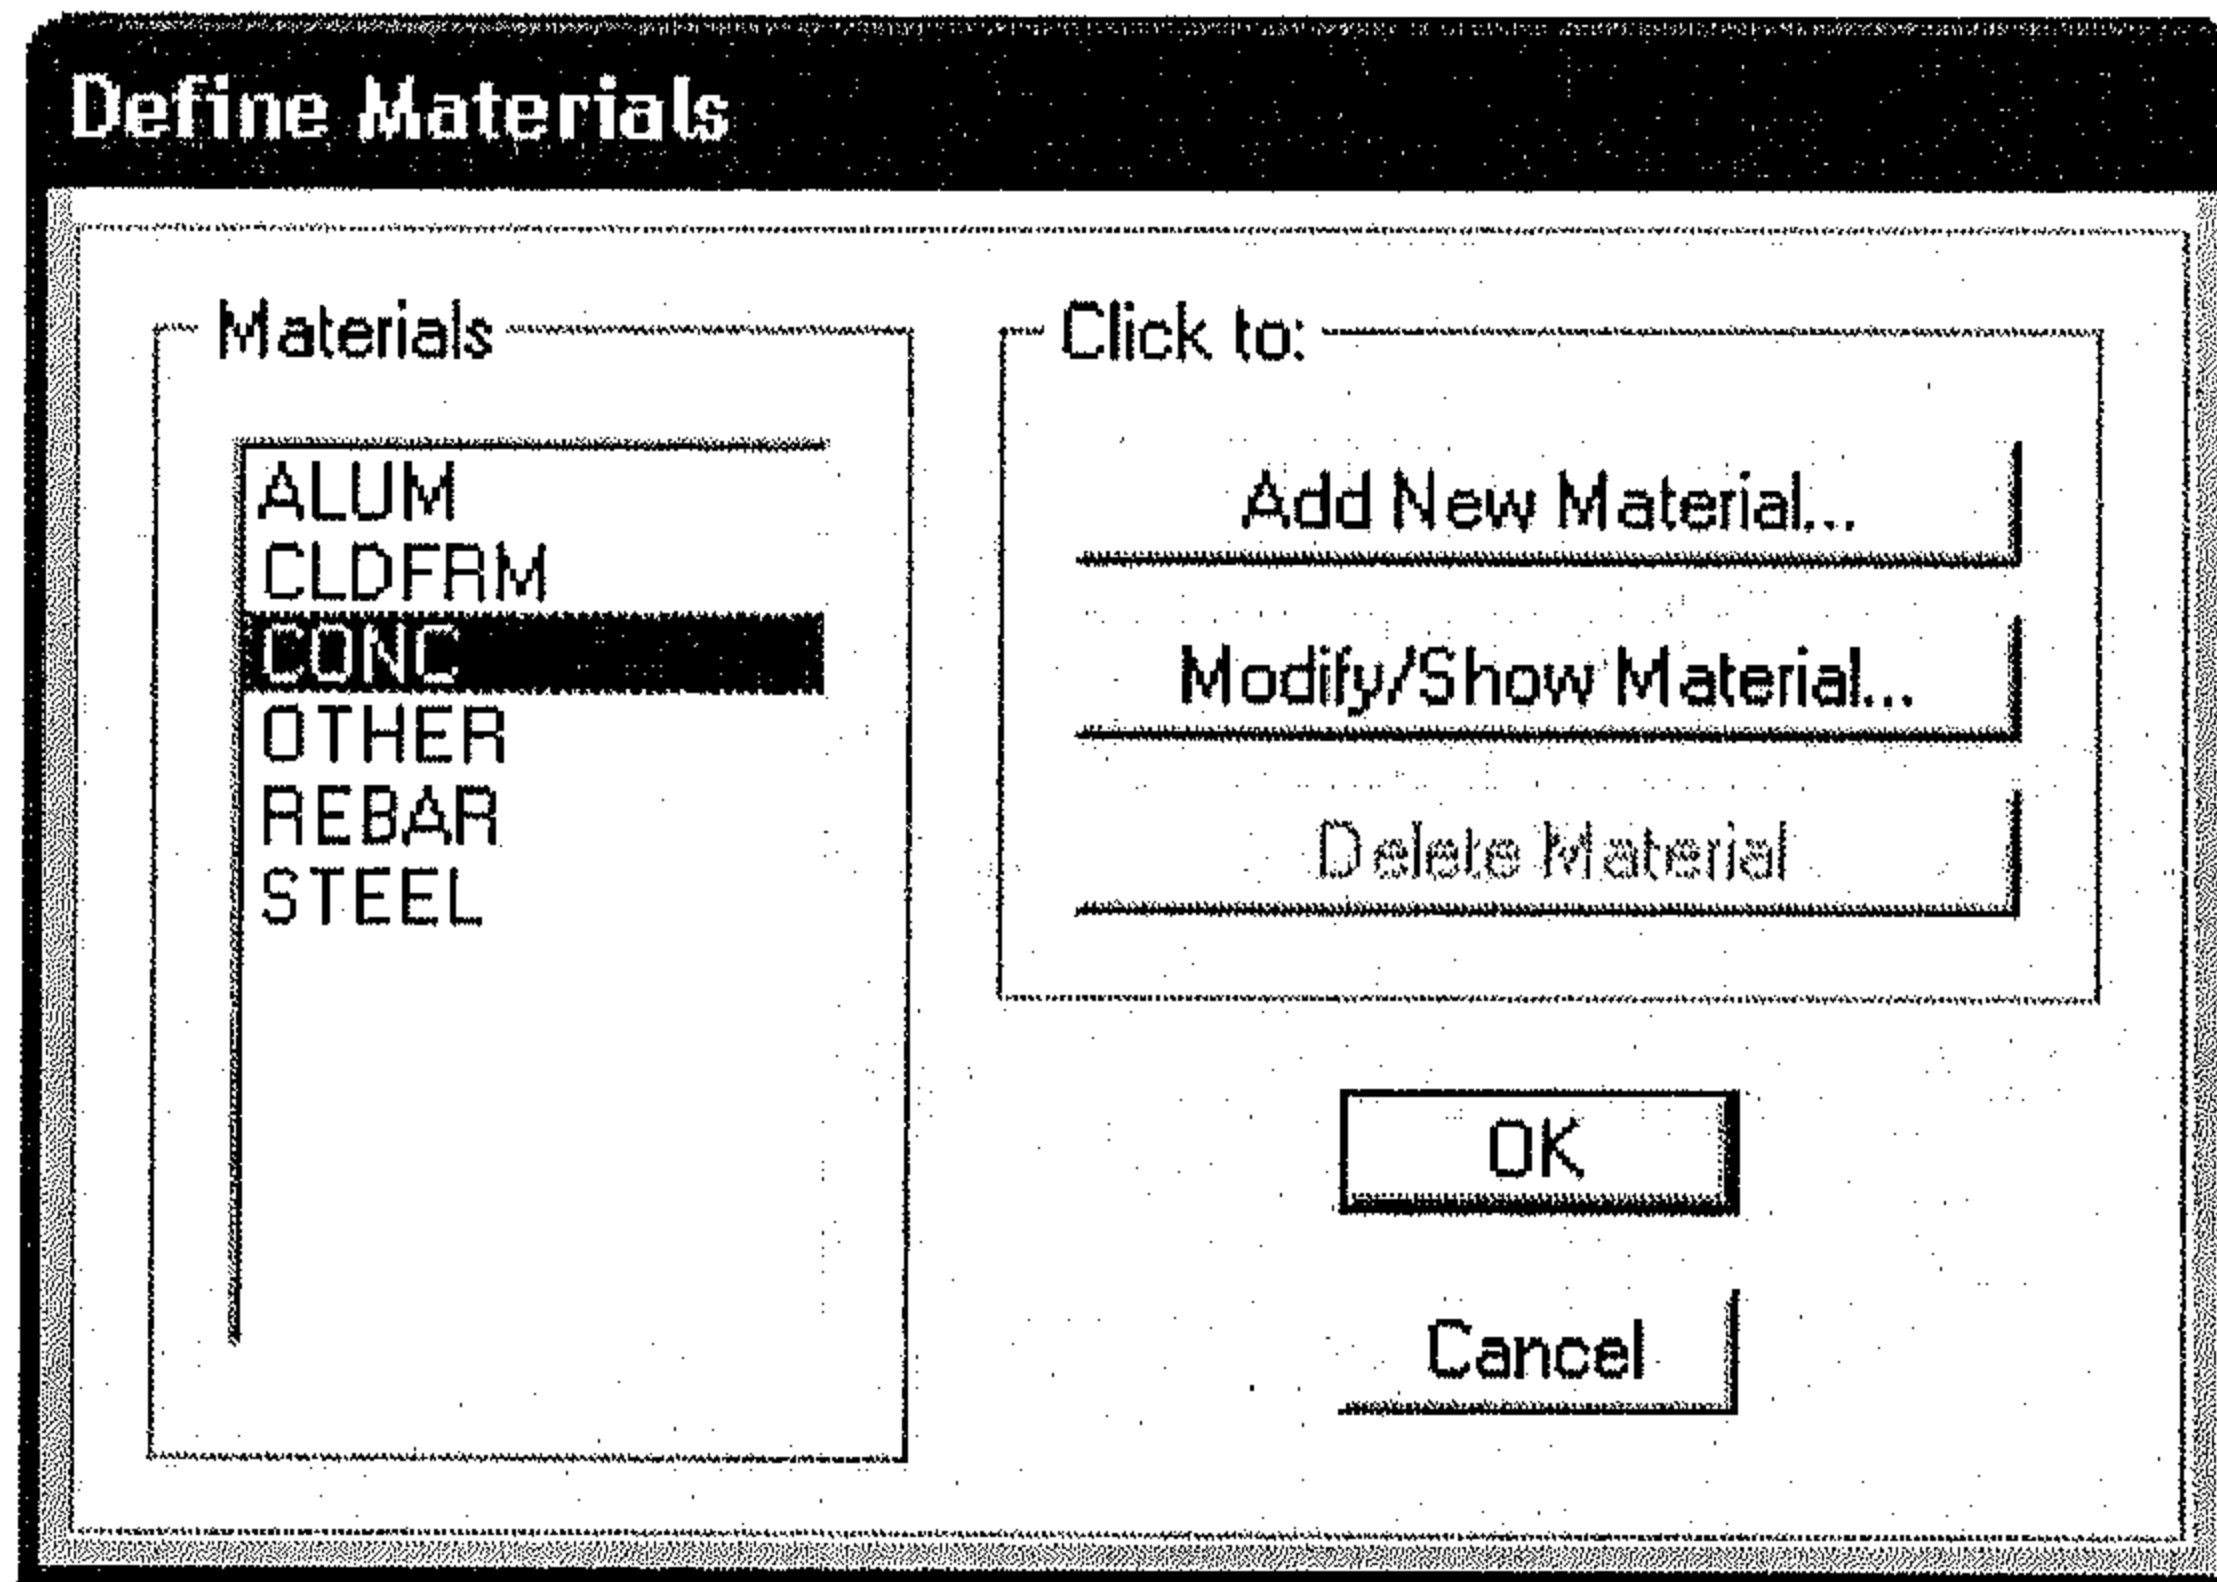 Define Materials
Materials
ALUM
CLDFRM
CONC
OTHER
REBAR
STEEL
Click to:
Add New Material...
Modify/Show Material...
Delete Material
OK
Cancel